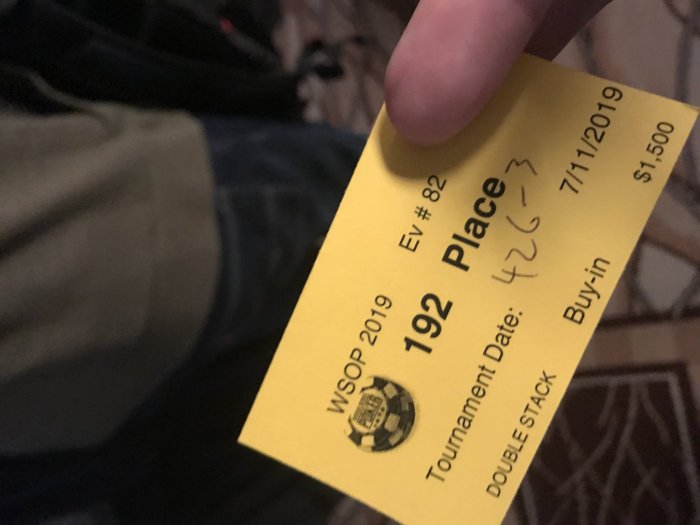 WSOP 2019 Ev # 82
192 Place
426-3
Tournament Date: 7/11/2019
DOUBLE STACK Buy-in $1,500
POKER